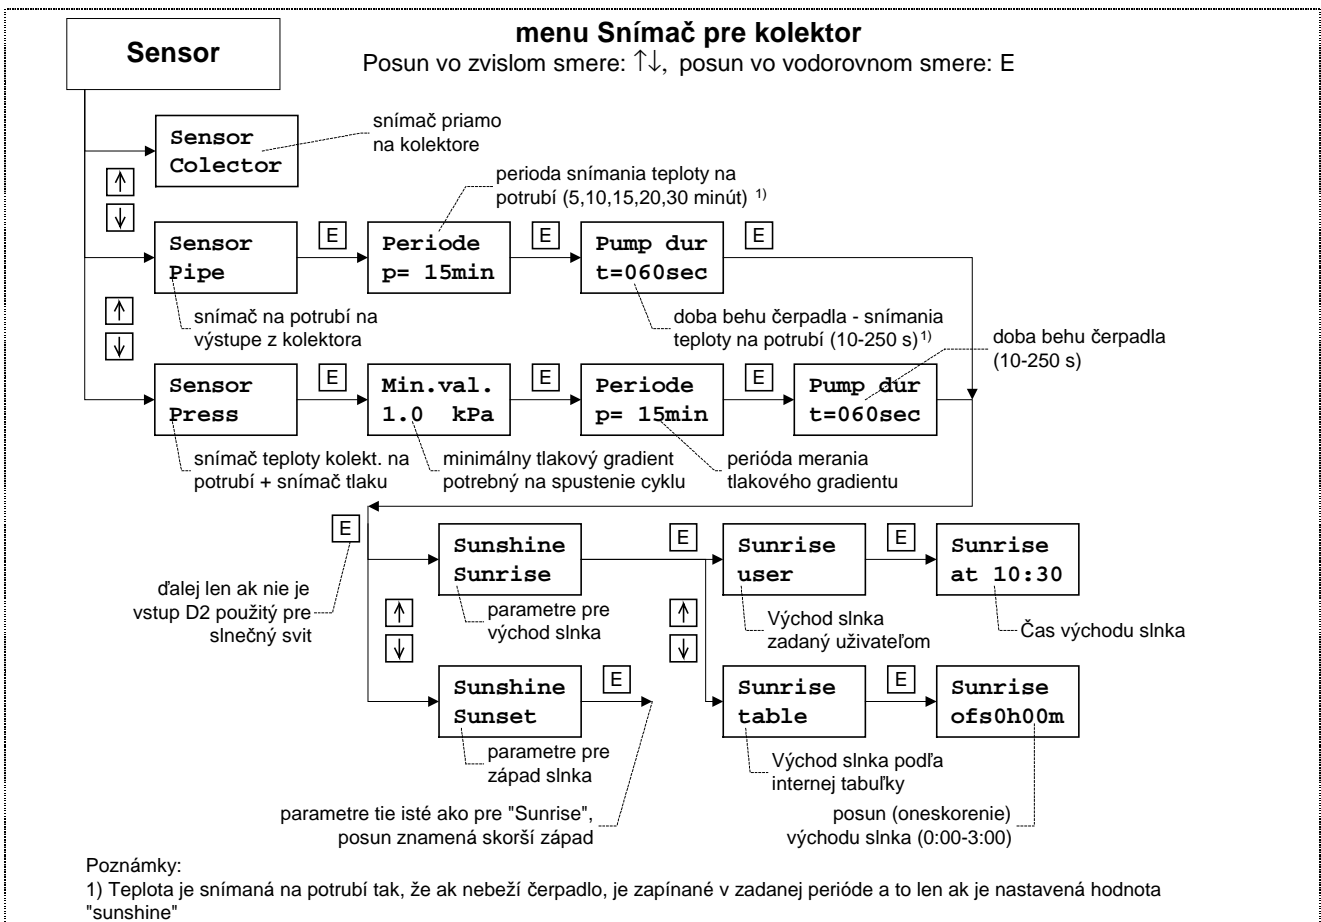 Sensor
menu Snímač pre kolektor
Posun vo zvislom smere: ↑↓, posun vo vodorovnom smere: E
Sensor
Colector
snímač priamo
na kolektore
↑
↓
perioda snímania teploty na
potrubí (5,10,15,20,30 minút) 1)
Sensor
Pipe
E
Periode
p= 15min
E
Pump dur
t=060sec
E
snímač na potrubí na
výstupe z kolektora
doba behu čerpadla - snímania
teploty na potrubí (10-250 s)1)
doba behu čerpadla
(10-250 s)
↑
↓
Sensor
Press
E
Min.val.
1.0 kPa
E
Periode
p= 15min
E
Pump dur
t=060sec
snímač teploty kolekt. na
potrubí + snímač tlaku
minimálny tlakový gradient
potrebný na spustenie cyklu
perióda merania
tlakového gradientu
E
Sunshine
Sunrise
E
Sunrise
user
E
Sunrise
at 10:30
ďalej len ak nie je
vstup D2 použitý pre
slnečný svit
parametre pre
východ slnka
Východ slnka
zadaný uživateľom
Čas východu slnka
↑
↓
↑
↓
Sunshine
Sunset
E
Sunrise
table
E
Sunrise
ofs0h00m
parametre pre
západ slnka
Východ slnka podľa
internej tabuľky
parametre tie isté ako pre "Sunrise",
posun znamená skorší západ
posun (oneskorenie)
východu slnka (0:00-3:00)
Poznámky:
1) Teplota je snímaná na potrubí tak, že ak nebeží čerpadlo, je zapínané v zadanej perióde a to len ak je nastavená hodnota
"sunshine"